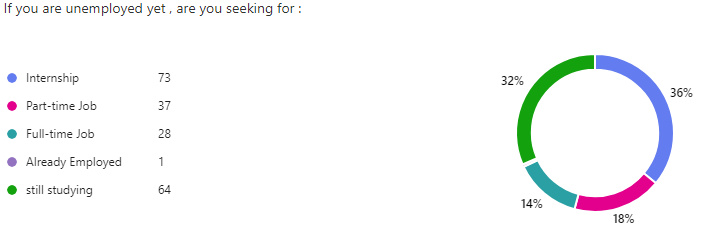 If you are unemployed yet , are you seeking for :
Internship 73
Part-time Job 37
Full-time Job 28
Already Employed 1
still studying 64
32%
36%
14%
18%